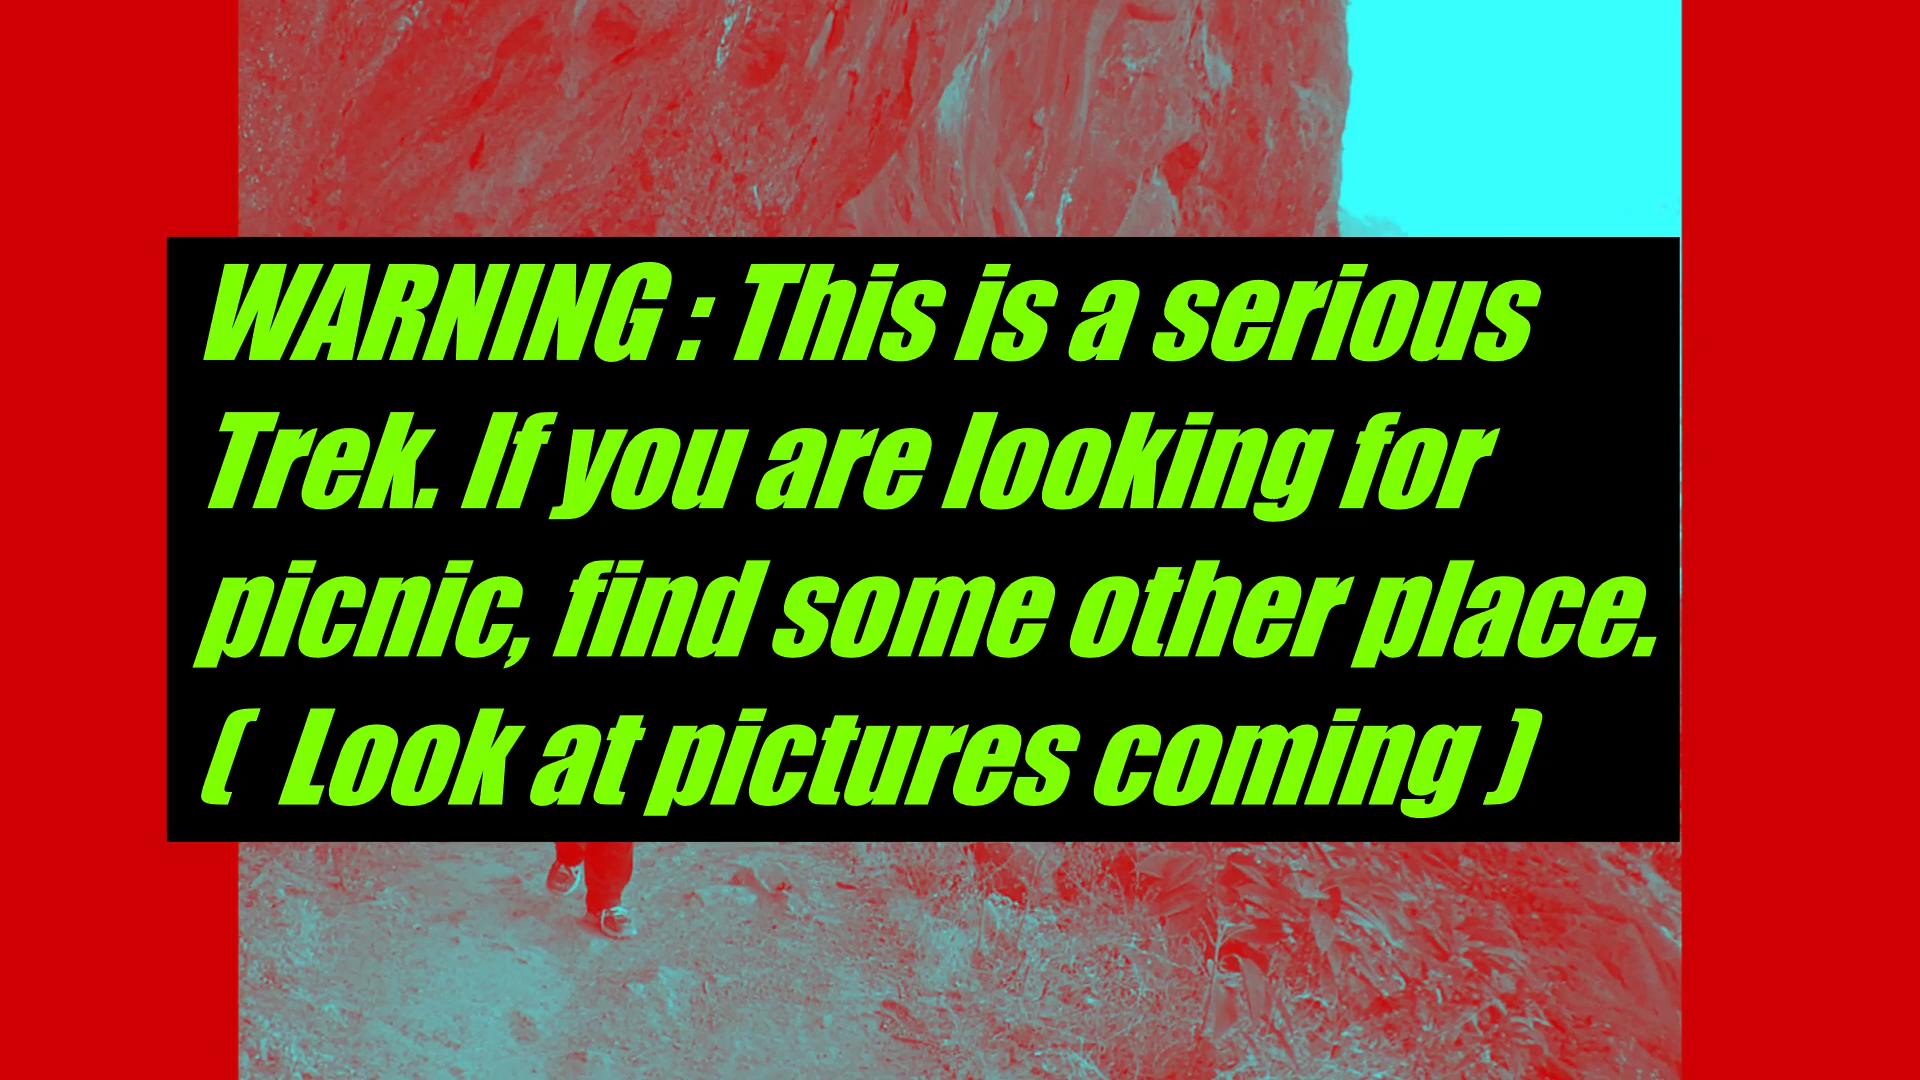 WARNING : This is a serious
Trek. If you are looking for
picnic, find some other place.
( Look at pictures coming )